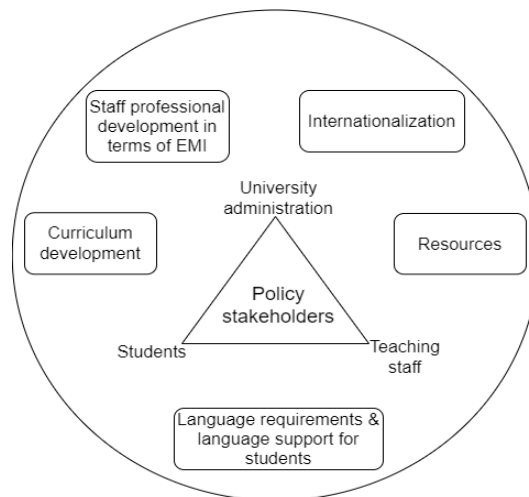 Staff professional
development in
terms of EMI
Internationalization
University
administration
Curriculum
development
Resources
Policy
stakeholders
Students
Teaching
staff
Language requirements &
language support for
students